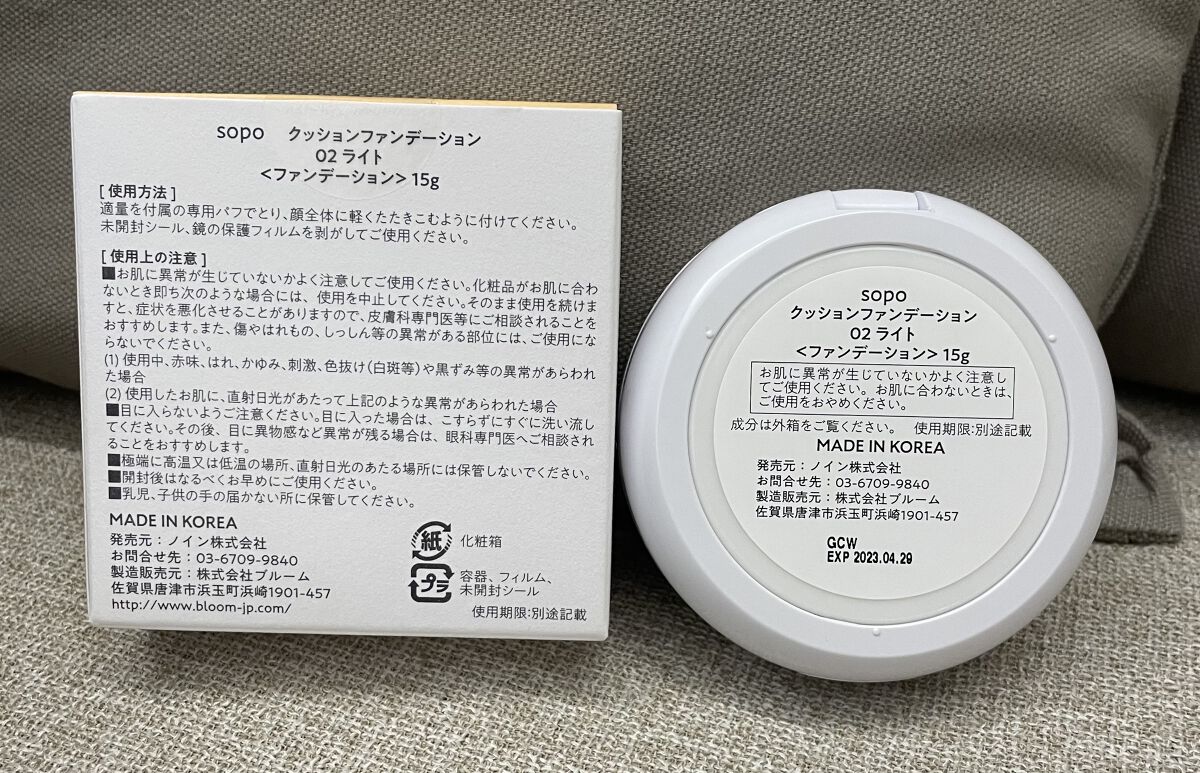 sopo クッションファンデーション
02 ライト
<ファンデーション> 15g
[ 使用方法 ]
適量を付属の専用パフでとり、顔全体に軽くたたきこむように付けてください。
未開封シール、鏡の保護フィルムを剥がしてご使用ください。
[ 使用上の注意 ]
■お肌に異常が生じていないかよく注意してご使用ください。化粧品がお肌に合わ
ないとき即ち次のような場合には、使用を中止してください。そのまま使用を続けま
すと、症状を悪化させることがありますので、皮膚科専門医等にご相談されることを
おすすめします。また、傷やはれもの、しっしん等の異常がある部位には、ご使用にな
らないでください。
(1) 使用中、赤味、はれ、かゆみ、刺激、色抜け(白斑等)や黒ずみ等の異常があらわれ
た場合
(2) 使用したお肌に、直射日光があたって上記のような異常があらわれた場合
■目に入らないようご注意ください。目に入った場合は、こすらずにすぐに洗い流し
てください。その後、目に異物感など異常が残る場合は、眼科専門医へご相談され
ることをおすすめします。
■極端に高温又は低温の場所、直射日光のあたる場所には保管しないでください。
■開封後はなるべくお早めにご使用ください。
■乳児、子供の手の届かない所に保管してください。
MADE IN KOREA
発売元：ノイン株式会社
お問合せ先：03-6709-9840
製造販売元：株式会社ブルーム
佐賀県唐津市浜玉町浜崎1901-457
http://www.bloom-jp.com/
紙 化粧箱
プラ 容器、フィルム、
未開封シール
使用期限:別途記載
sopo
クッションファンデーション
02 ライト
<ファンデーション> 15g
お肌に異常が生じていないかよく注意し
てご使用ください。お肌に合わないときは、
ご使用をおやめください。
成分は外箱をご覧ください。 使用期限:別途記載
MADE IN KOREA
発売元：ノイン株式会社
お問合せ先：03-6709-9840
製造販売元：株式会社ブルーム
佐賀県唐津市浜玉町浜崎1901-457
GCW
EXP 2023.04.29